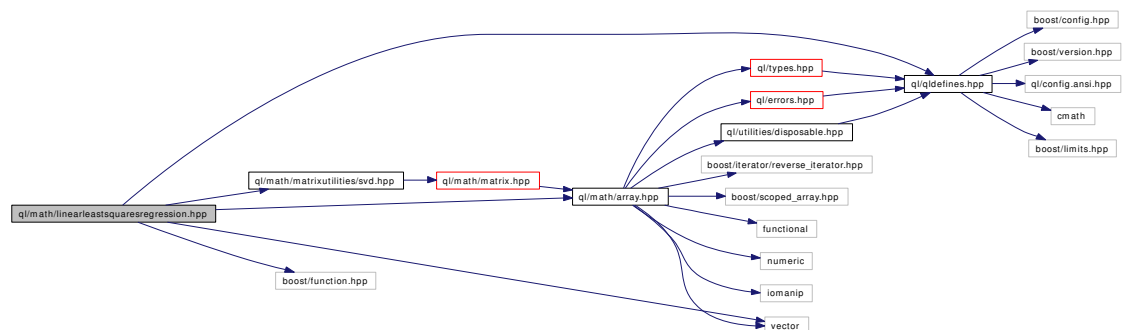 boost/config.hpp
boost/version.hpp
ql/types.hpp
ql/qldefines.hpp
ql/config.ansi.hpp
ql/errors.hpp
cmath
ql/utilities/disposable.hpp
boost/limits.hpp
boost/iterator/reverse_iterator.hpp
ql/math/matrixutilities/svd.hpp
ql/math/matrix.hpp
ql/math/array.hpp
boost/scoped_array.hpp
ql/math/linearleastsquaresregression.hpp
functional
numeric
boost/function.hpp
iomanip
vector